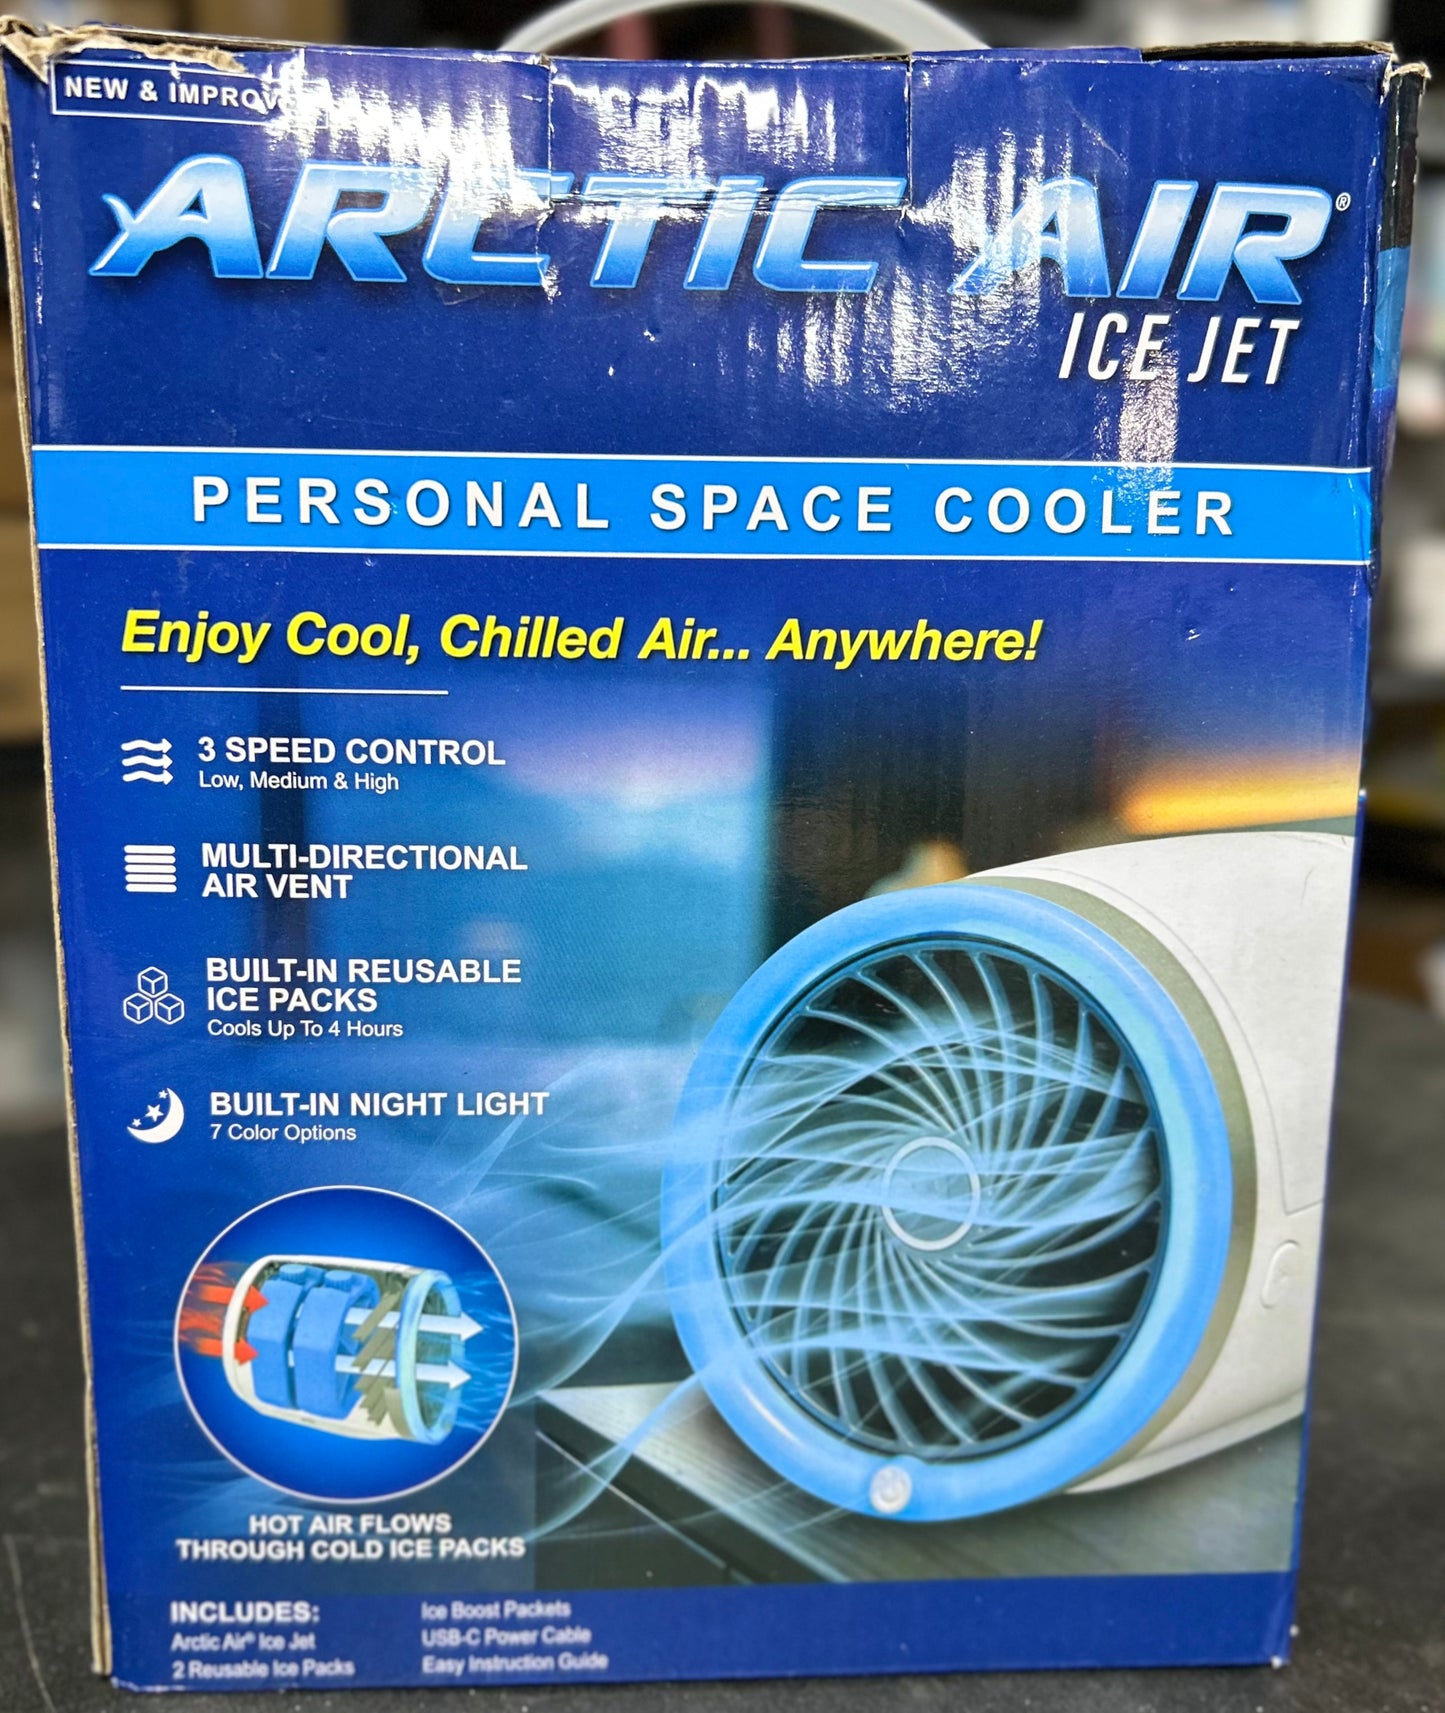 NEW & IMPROV
ARCTIC AIR®
ICE JET
PERSONAL SPACE COOLER
Enjoy Cool, Chilled Air... Anywhere!
3 SPEED CONTROL
Low, Medium & High
MULTI-DIRECTIONAL
AIR VENT
BUILT-IN REUSABLE
ICE PACKS
Cools Up To 4 Hours
BUILT-IN NIGHT LIGHT
7 Color Options
HOT AIR FLOWS
THROUGH COLD ICE PACKS
INCLUDES:
Arctic Air® Ice Jet
2 Reusable Ice Packs
Ice Boost Packets
USB-C Power Cable
Easy Instruction Guide